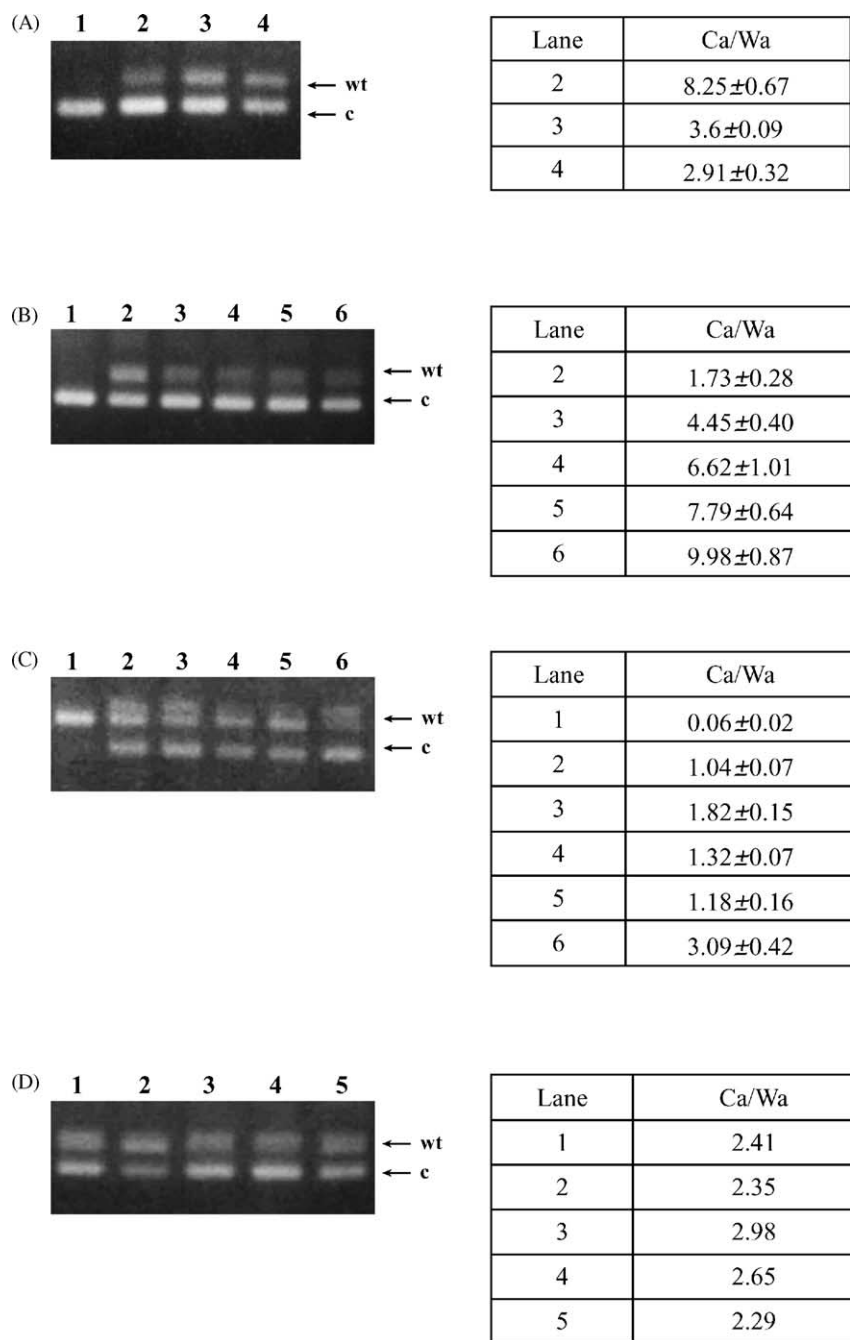 (A) 1 2 3 4
wt
c
Lane Ca/Wa
2 8.25±0.67
3 3.6±0.09
4 2.91±0.32
(B) 1 2 3 4 5 6
wt
c
Lane Ca/Wa
2 1.73±0.28
3 4.45±0.40
4 6.62±1.01
5 7.79±0.64
6 9.98±0.87
(C) 1 2 3 4 5 6
wt
c
Lane Ca/Wa
1 0.06±0.02
2 1.04±0.07
3 1.82±0.15
4 1.32±0.07
5 1.18±0.16
6 3.09±0.42
(D) 1 2 3 4 5
wt
c
Lane Ca/Wa
1 2.41
2 2.35
3 2.98
4 2.65
5 2.29